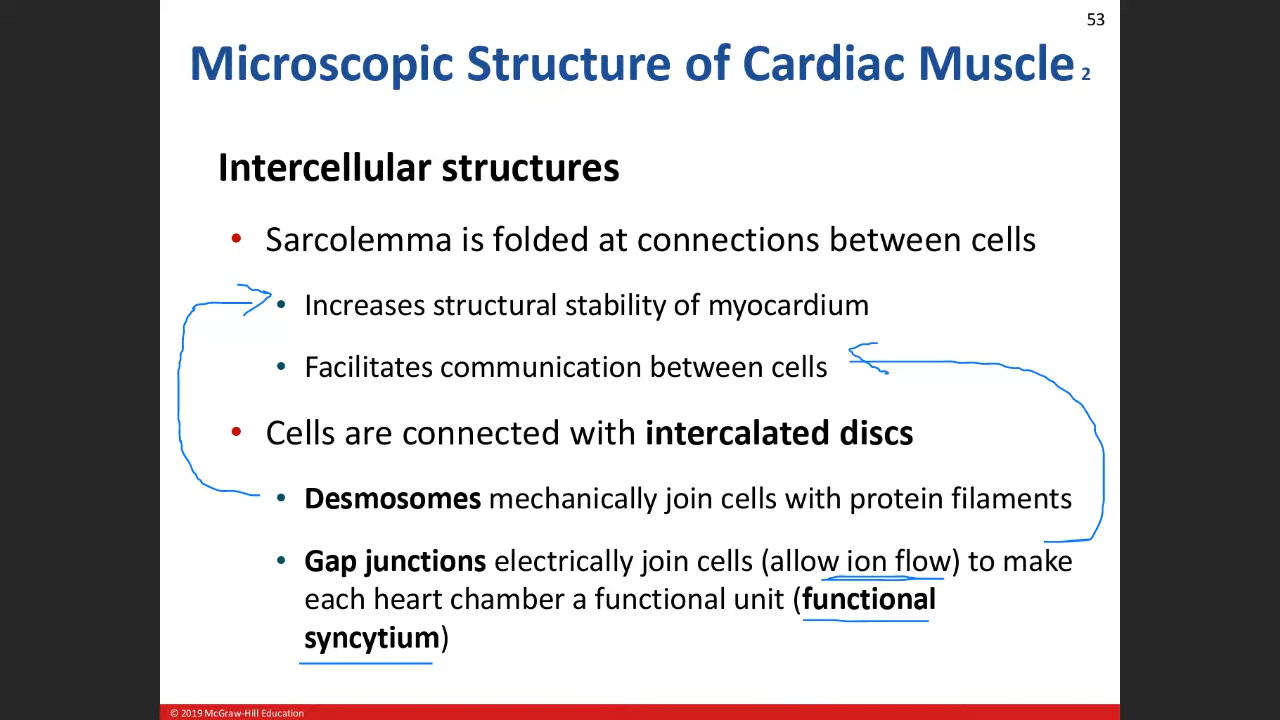 53
Microscopic Structure of Cardiac Muscle 2
Intercellular structures
• Sarcolemma is folded at connections between cells
• Increases structural stability of myocardium
• Facilitates communication between cells
• Cells are connected with intercalated discs
• Desmosomes mechanically join cells with protein filaments
• Gap junctions electrically join cells (allow ion flow) to make
each heart chamber a functional unit (functional
syncytium)
© 2019 McGraw-Hill Education